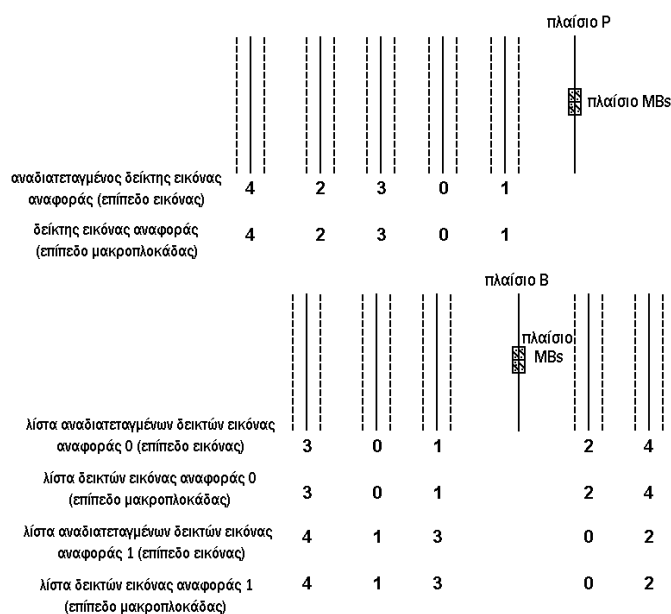 πλαίσιο P
πλαίσιο MBs
αναδιατεταγμένος δείκτης εικόνας
αναφοράς (επίπεδο εικόνας)
4 2 3 0 1
δείκτης εικόνας αναφοράς
(επίπεδο μακροπλοκάδας)
4 2 3 0 1
πλαίσιο B
πλαίσιο
MBs
λίστα αναδιατεταγμένων δεικτών εικόνας
αναφοράς 0 (επίπεδο εικόνας)
3 0 1 2 4
λίστα δεικτών εικόνας αναφοράς 0
(επίπεδο μακροπλοκάδας)
3 0 1 2 4
λίστα αναδιατεταγμένων δεικτών εικόνας
αναφοράς 1 (επίπεδο εικόνας)
4 1 3 0 2
λίστα δεικτών εικόνας αναφοράς 1
(επίπεδο μακροπλοκάδας)
4 1 3 0 2